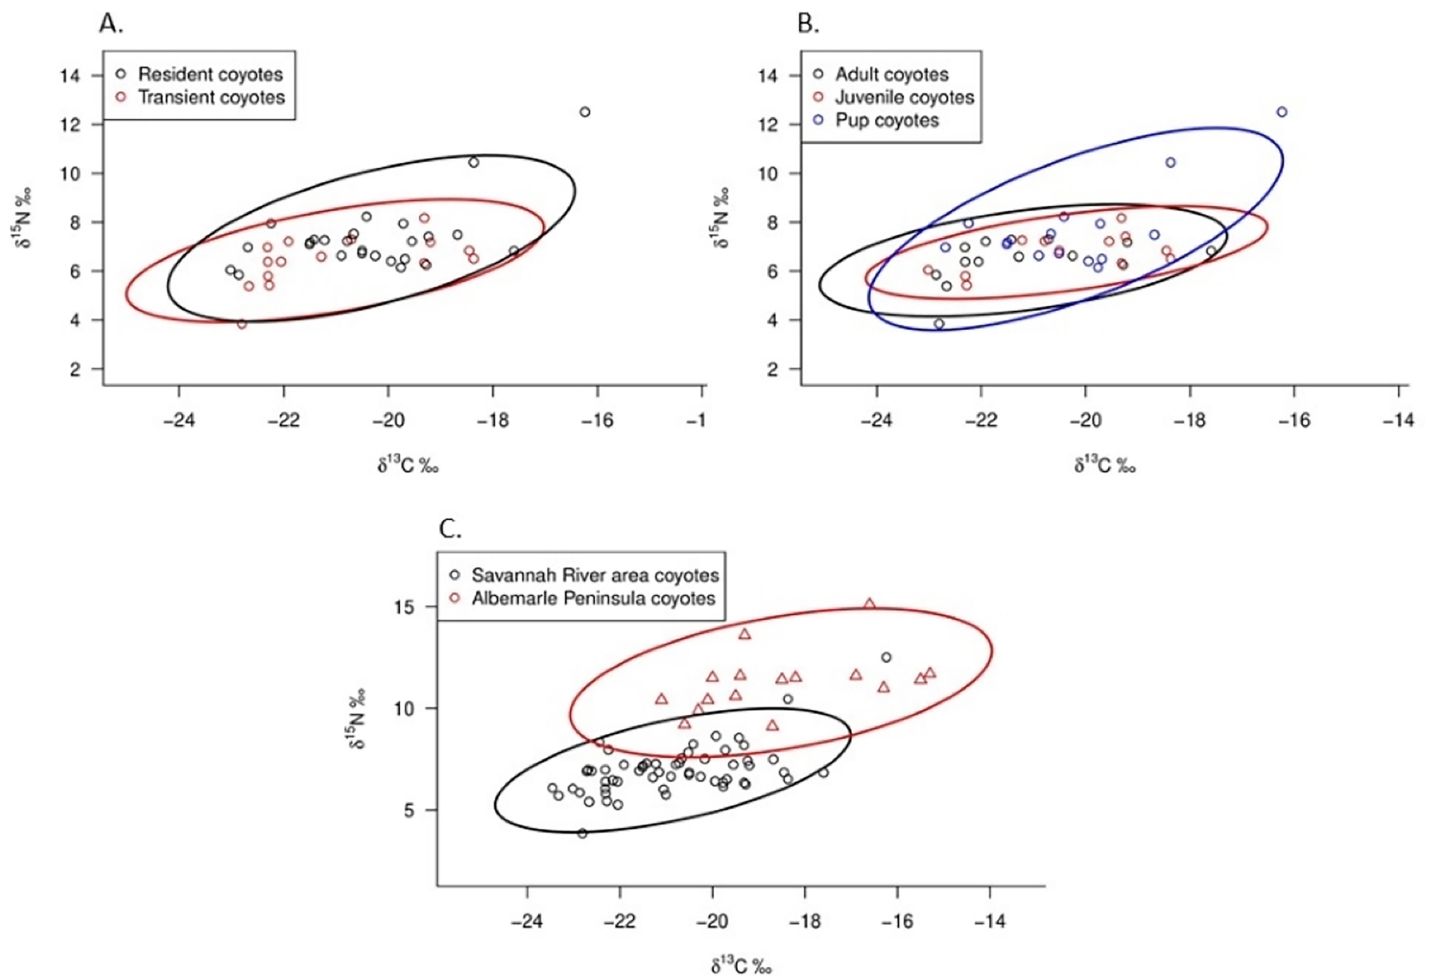 A.
Resident coyotes
Transient coyotes
14
12
10
8
6
4
2
δ15N ‰
−24 −22 −20 −18 −16 −1
δ13C ‰
B.
Adult coyotes
Juvenile coyotes
Pup coyotes
14
12
10
8
6
4
2
δ15N ‰
−24 −22 −20 −18 −16 −14
δ13C ‰
C.
Savannah River area coyotes
Albemarle Peninsula coyotes
15
10
5
δ15N ‰
−24 −22 −20 −18 −16 −14
δ13C ‰